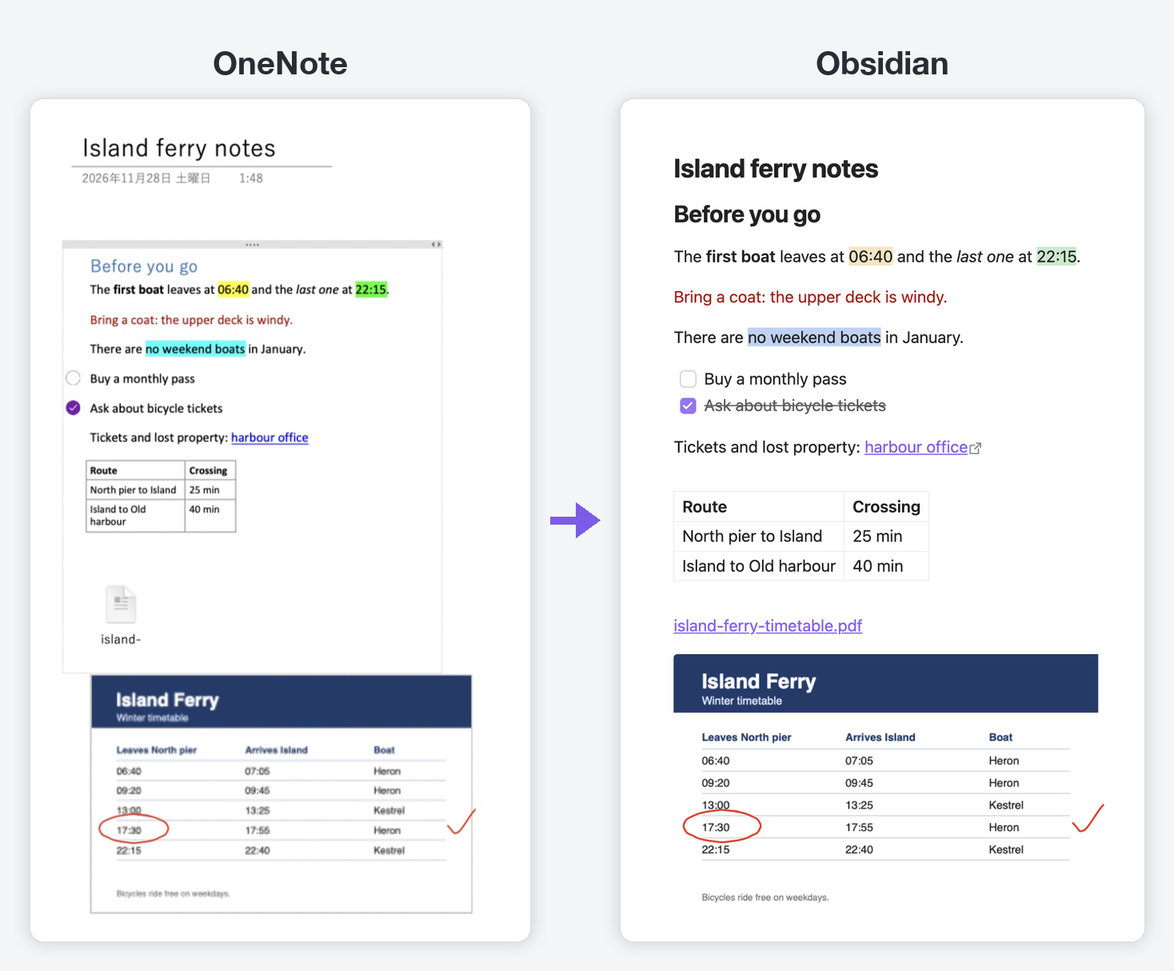 OneNote
Island ferry notes
2026年11月28日 土曜日 1:48
Before you go
The first boat leaves at 06:40 and the last one at 22:15.
Bring a coat: the upper deck is windy.
There are no weekend boats in January.
Buy a monthly pass
Ask about bicycle tickets
Tickets and lost property: harbour office
Route Crossing
North pier to Island 25 min
Island to Old 40 min
harbour
island-
Island Ferry
Winter timetable
Leaves North pier Arrives Island Boat
06:40 07:05 Heron
09:20 09:45 Heron
13:00 13:25 Kestrel
17:30 17:55 Heron
22:15 22:40 Kestrel
Bicycles ride free on weekdays.
Obsidian
Island ferry notes
Before you go
The first boat leaves at 06:40 and the last one at 22:15.
Bring a coat: the upper deck is windy.
There are no weekend boats in January.
Buy a monthly pass
Ask about bicycle tickets
Tickets and lost property: harbour office
Route Crossing
North pier to Island 25 min
Island to Old harbour 40 min
island-ferry-timetable.pdf
Island Ferry
Winter timetable
Leaves North pier Arrives Island Boat
06:40 07:05 Heron
09:20 09:45 Heron
13:00 13:25 Kestrel
17:30 17:55 Heron
22:15 22:40 Kestrel
Bicycles ride free on weekdays.